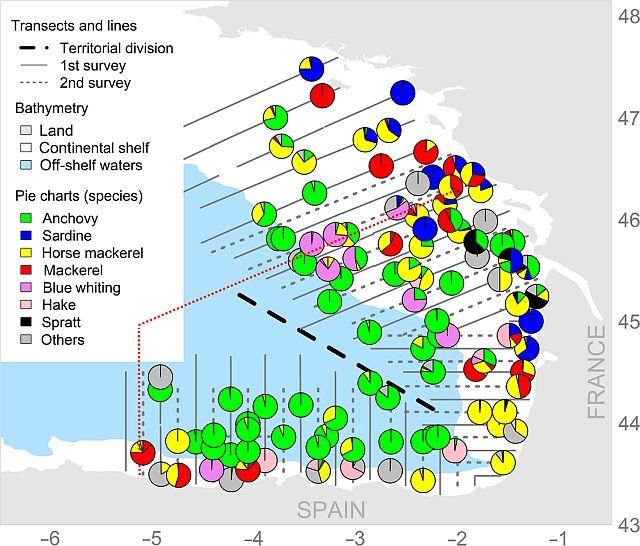 Transects and lines
Territorial division
1st survey
2nd survey
Bathymetry
Land
Continental shelf
Off-shelf waters
Pie charts (species)
Anchovy
Sardine
Horse mackerel
Mackerel
Blue whiting
Hake
Spratt
Others
48
47
46
45
44
43
FRANCE
SPAIN
−6
−5
−4
−3
−2
−1